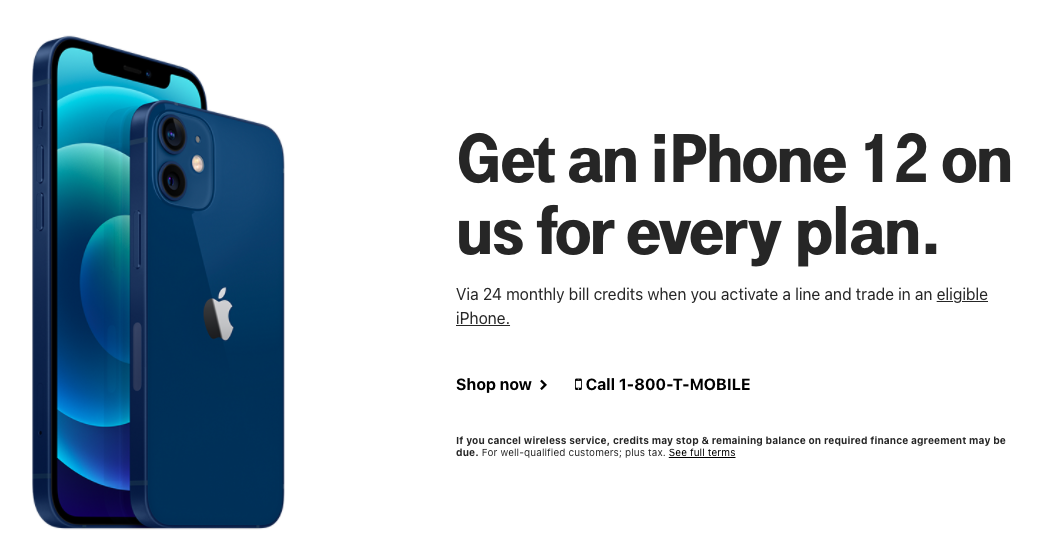 Get an iPhone 12 on
us for every plan.
Via 24 monthly bill credits when you activate a line and trade in an eligible
iPhone.
Shop now
Call 1-800-T-MOBILE
If you cancel wireless service, credits may stop & remaining balance on required finance agreement may be
due. For well-qualified customers; plus tax. See full terms